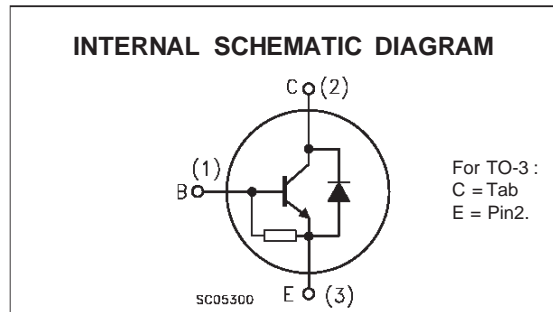 INTERNAL SCHEMATIC DIAGRAM
C (2)
(1)
B
For TO-3 :
C = Tab
E = Pin2.
SC05300
E (3)